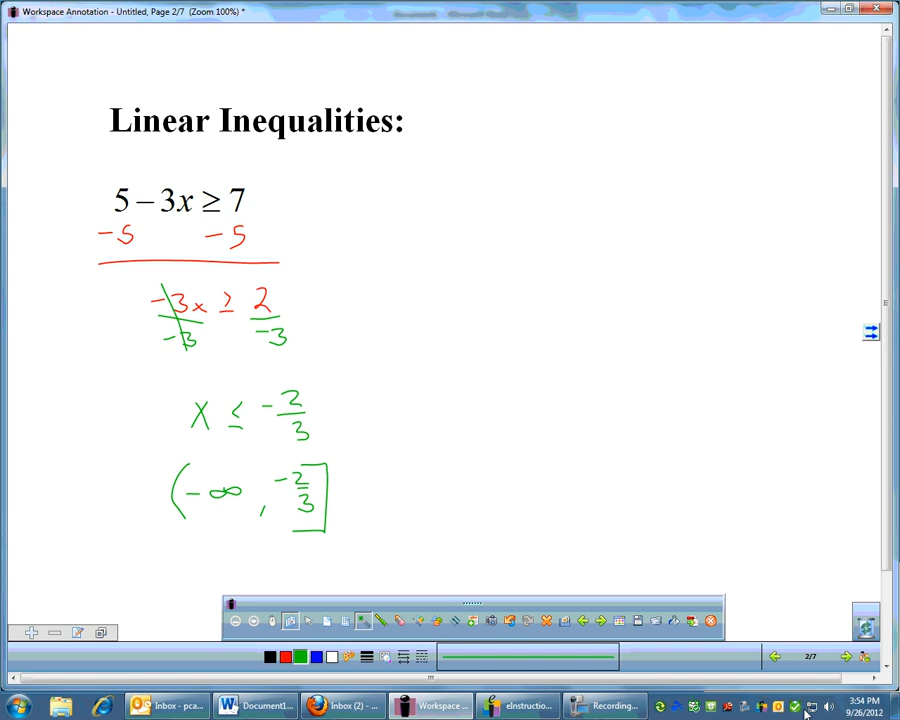 Workspace Annotation - Untitled, Page 2/7 (Zoom 100%) *
Linear Inequalities:
5 − 3x ≥ 7
−5 −5
−3x ≥ 2
−3 −3
x ≤ −2/3
(−∞, −2/3]
2/7
Inbox - pca...
Document1...
Inbox (2) - ...
Workspace ...
eInstructio...
Recording...
3:54 PM
9/26/2012